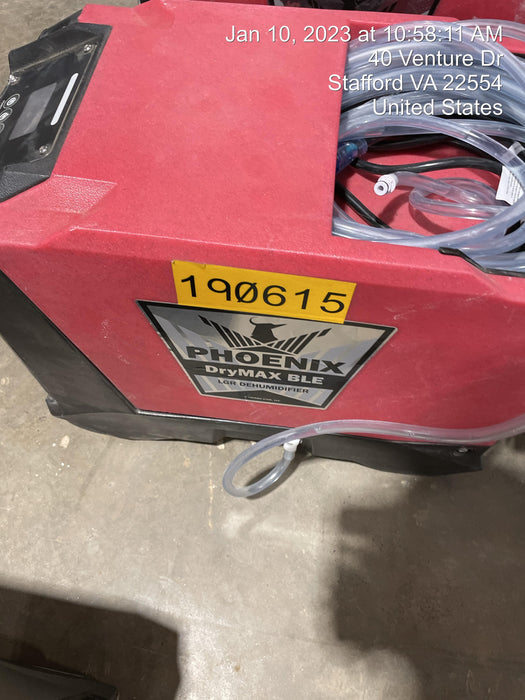 Jan 10, 2023 at 10:58:11 AM
40 Venture Dr
Stafford VA 22554
United States
190615
PHOENIX
DryMAX BLE
LGR DEHUMIDIFIER